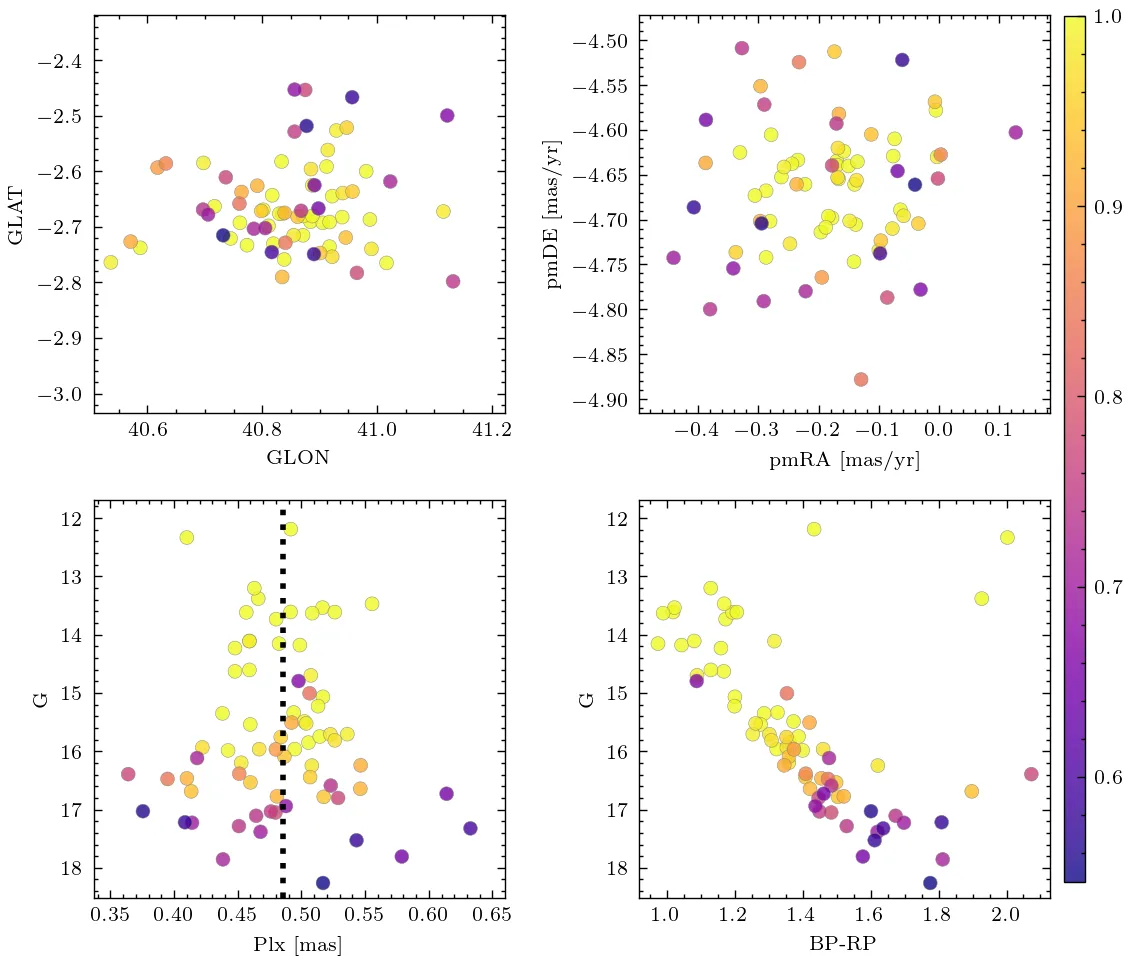 −2.4
−2.5
−2.6
−2.7
−2.8
−2.9
−3.0
GLAT
40.6 40.8 41.0 41.2
GLON
−4.50
−4.55
−4.60
−4.65
−4.70
−4.75
−4.80
−4.85
−4.90
pmDE [mas/yr]
−0.4 −0.3 −0.2 −0.1 0.0 0.1
pmRA [mas/yr]
12
13
14
15
16
17
18
G
0.35 0.40 0.45 0.50 0.55 0.60 0.65
Plx [mas]
12
13
14
15
16
17
18
G
1.0 1.2 1.4 1.6 1.8 2.0
BP-RP
1.0
0.9
0.8
0.7
0.6